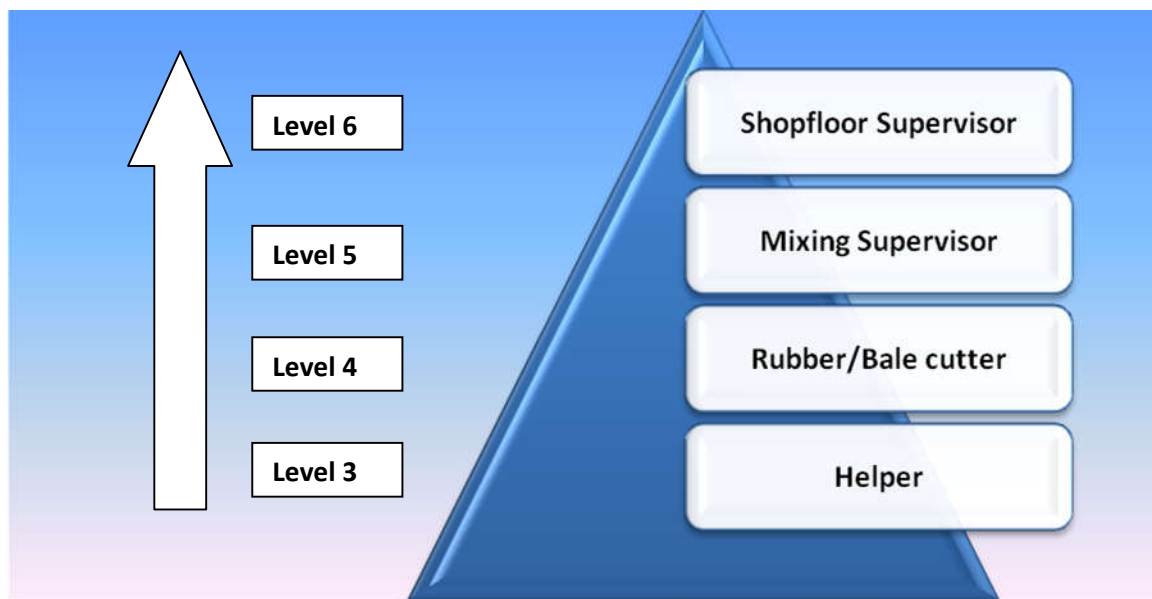 Level 6
Shopfloor Supervisor
Level 5
Mixing Supervisor
Level 4
Rubber/Bale cutter
Level 3
Helper